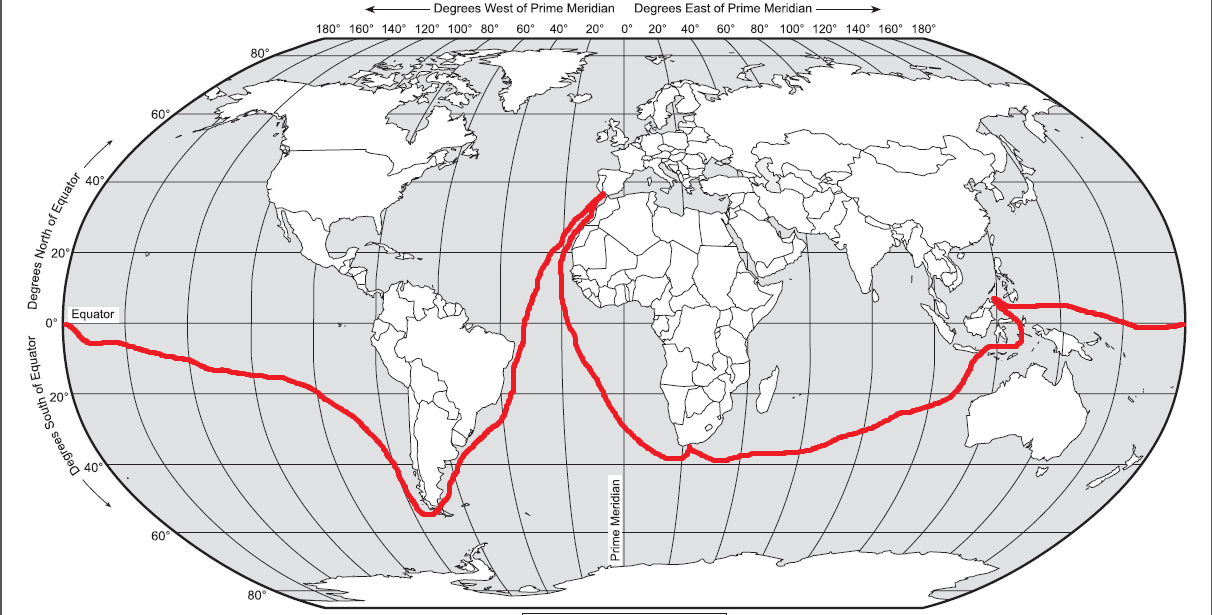 Degrees West of Prime Meridian Degrees East of Prime Meridian
180° 160° 140° 120° 100° 80° 60° 40° 20° 0° 20° 40° 60° 80° 100° 120° 140° 160° 180°
80°
60°
40°
Degrees North of Equator
20°
Equator
0°
Degrees South of Equator
20°
40°
Prime Meridian
60°
80°